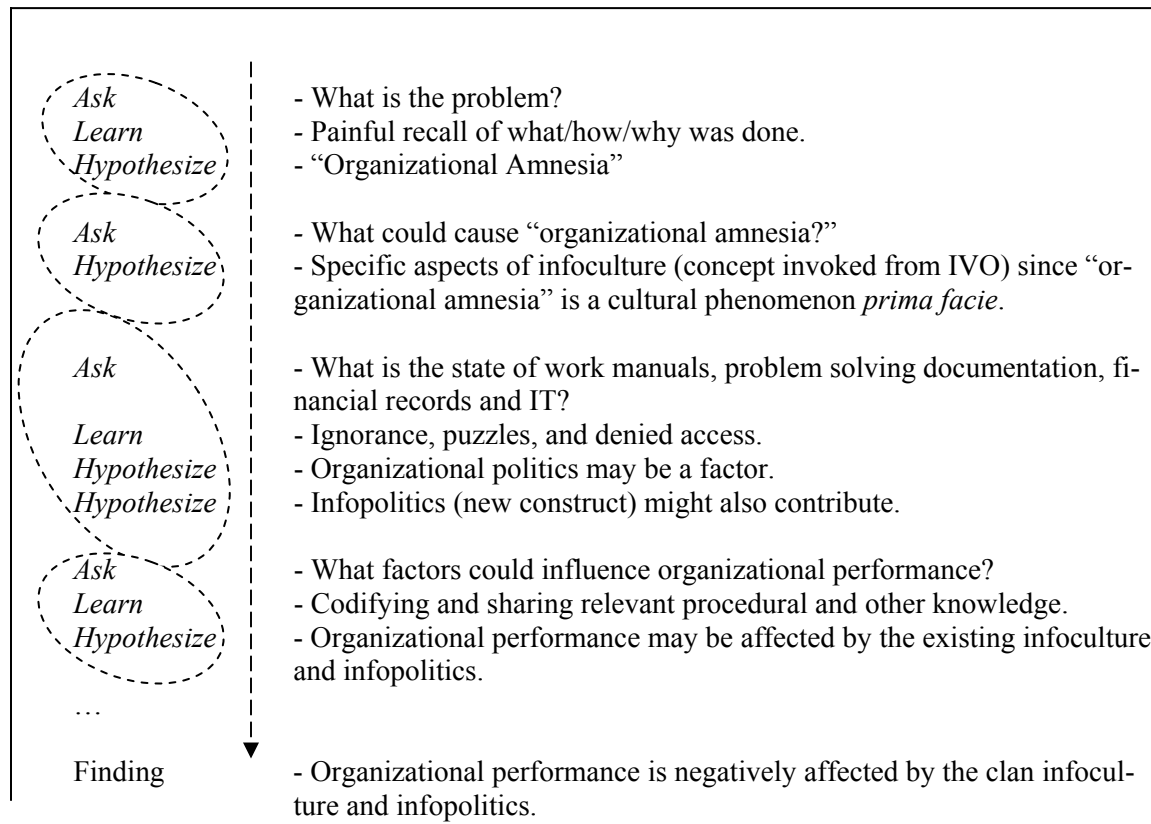 Ask - What is the problem?
Learn - Painful recall of what/how/why was done.
Hypothesize - “Organizational Amnesia”
Ask - What could cause “organizational amnesia?”
Hypothesize - Specific aspects of infoculture (concept invoked from IVO) since “or-
ganizational amnesia” is a cultural phenomenon prima facie.
Ask - What is the state of work manuals, problem solving documentation, fi-
nancial records and IT?
Learn - Ignorance, puzzles, and denied access.
Hypothesize - Organizational politics may be a factor.
Hypothesize - Infopolitics (new construct) might also contribute.
Ask - What factors could influence organizational performance?
Learn - Codifying and sharing relevant procedural and other knowledge.
Hypothesize - Organizational performance may be affected by the existing infoculture
and infopolitics.
…
Finding - Organizational performance is negatively affected by the clan infocul-
ture and infopolitics.